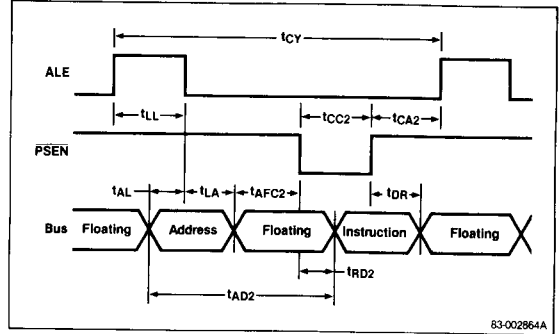 tCY
ALE
tLL
tCC2
tCA2
PSEN
tAL
tLA
tAFC2
tDR
Bus
Floating
Address
Floating
Instruction
Floating
tRD2
tAD2
83-002864A